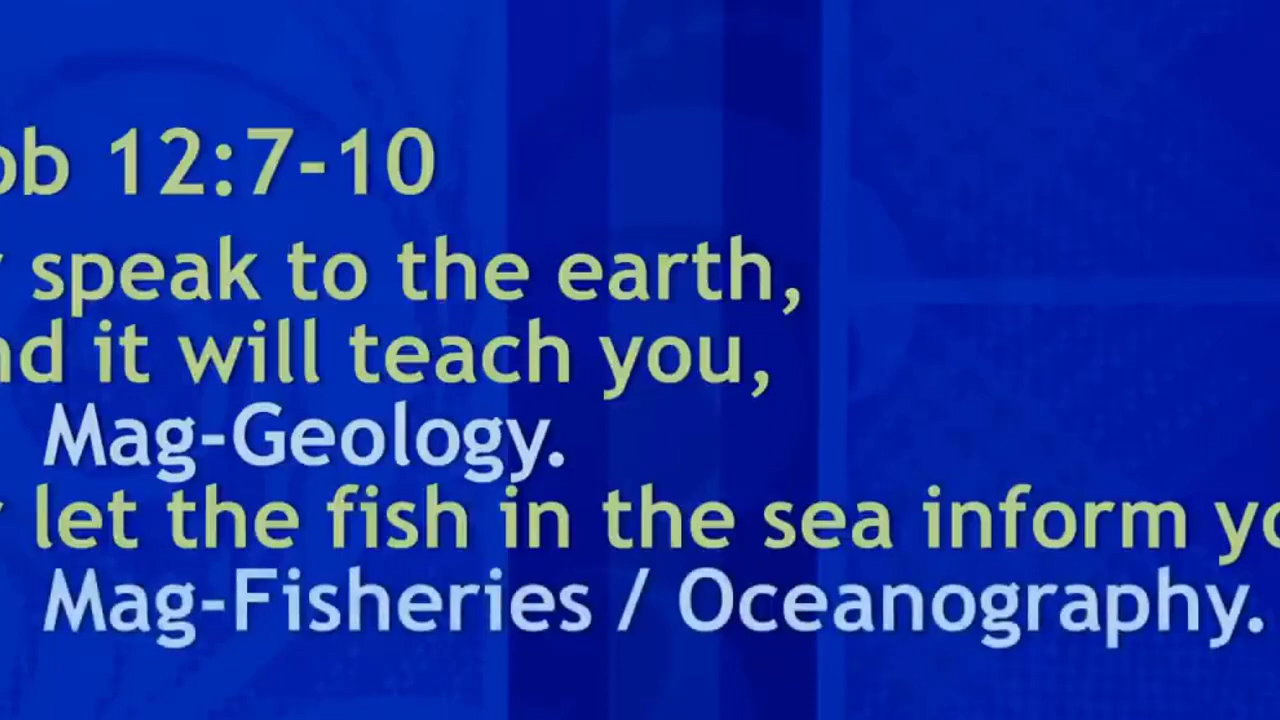 ob 12:7-10
speak to the earth,
nd it will teach you,
Mag-Geology.
let the fish in the sea inform yo
Mag-Fisheries / Oceanography.